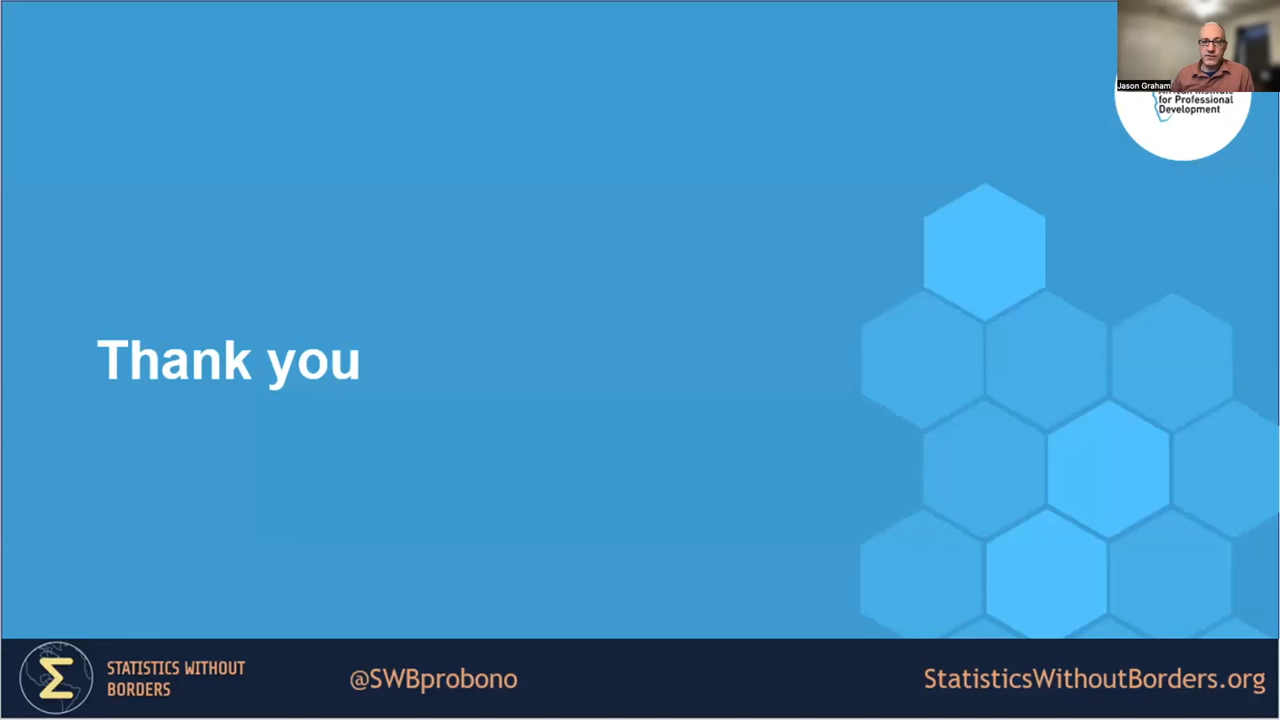 Jason Graham
for Professional
Development
Thank you
STATISTICS WITHOUT
BORDERS
@SWBprobono
StatisticsWithoutBorders.org